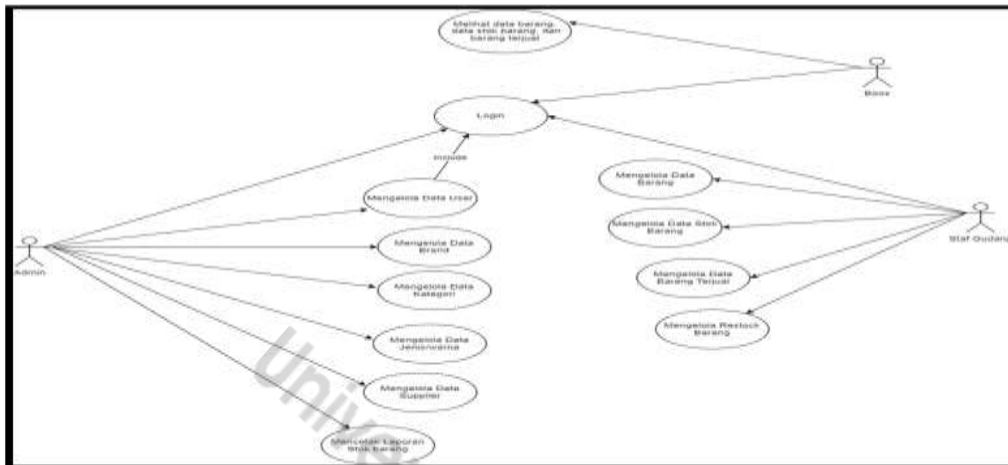 Melihat data barang,
data stok barang, dan
barang terjual
Boss
Login
Include
Mengelola Data User
Mengelola Data
Barang
Mengelola Data Stok
Barang
Staf Gudang
Admin
Mengelola Data
Brand
Mengelola Data
Barang Terjual
Mengelola Data
Kategori
Mengelola Restock
Barang
Mengelola Data
Jenis/warna
Mengelola Data
Supplier
Mencetak Laporan
Stok barang